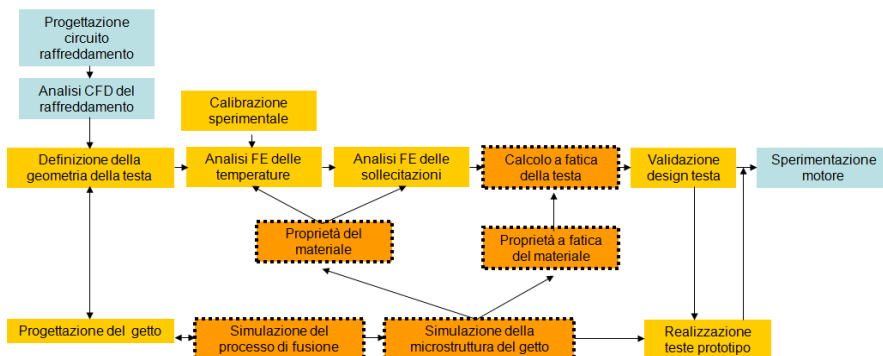 Progettazione
circuito
raffreddamento
Analisi CFD del
raffreddamento
Calibrazione
sperimentale
Definizione della
geometria della testa
Analisi FE delle
temperature
Analisi FE delle
sollecitazioni
Calcolo a fatica
della testa
Validazione
design testa
Sperimentazione
motore
Proprietà del
materiale
Proprietà a fatica
del materiale
Progettazione del getto
Simulazione del
processo di fusione
Simulazione della
microstruttura del getto
Realizzazione
teste prototipo